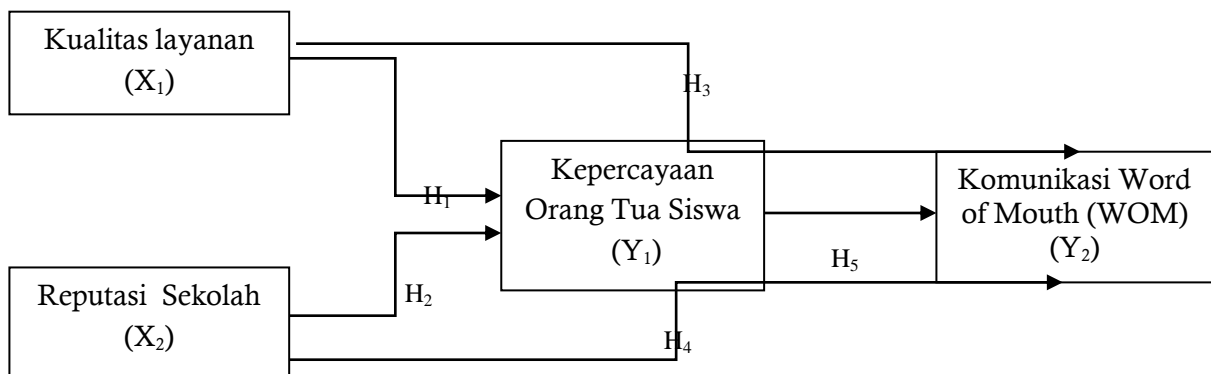 Kualitas layanan
(X₁)
H₃
Kepercayaan
Orang Tua Siswa
(Y₁)
H₁
Komunikasi Word
of Mouth (WOM)
(Y₂)
H₅
Reputasi Sekolah
(X₂)
H₂
H₄